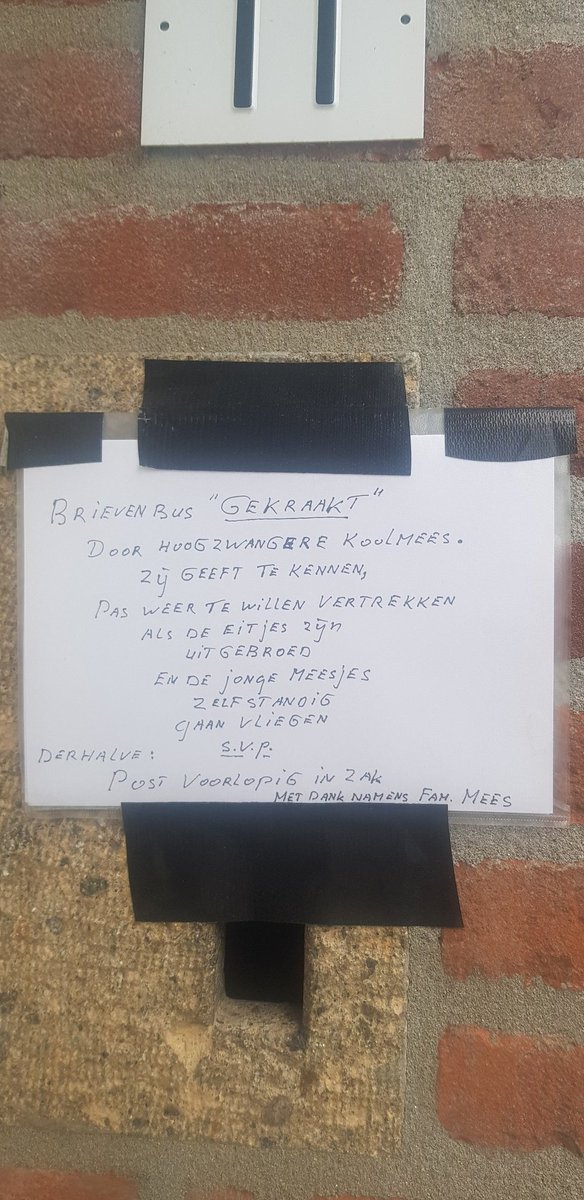 11
BRIEVENBUS "GEKRAAKT"
DOOR HOOGZWANGERE KOOLMEES.
ZIJ GEEFT TE KENNEN,
PAS WEER TE WILLEN VERTREKKEN
ALS DE EITJES ZIJN
UITGEBROED
EN DE JONGE MEESJES
ZELFSTANDIG
GAAN VLIEGEN
DERHALVE: S.V.P.
POST VOORLOPIG IN ZAK
MET DANK NAMENS FAM. MEES